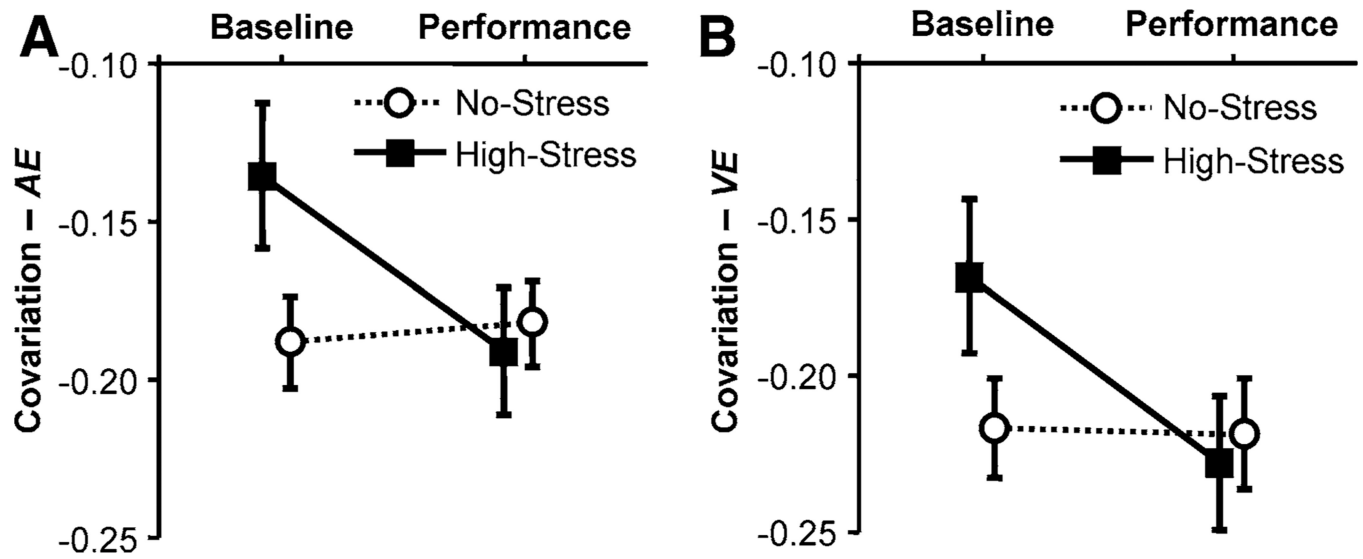 A
Baseline Performance
-0.10
-0.15
-0.20
-0.25
Covariation – AE
No-Stress
High-Stress
B
Baseline Performance
-0.10
-0.15
-0.20
-0.25
Covariation – VE
No-Stress
High-Stress